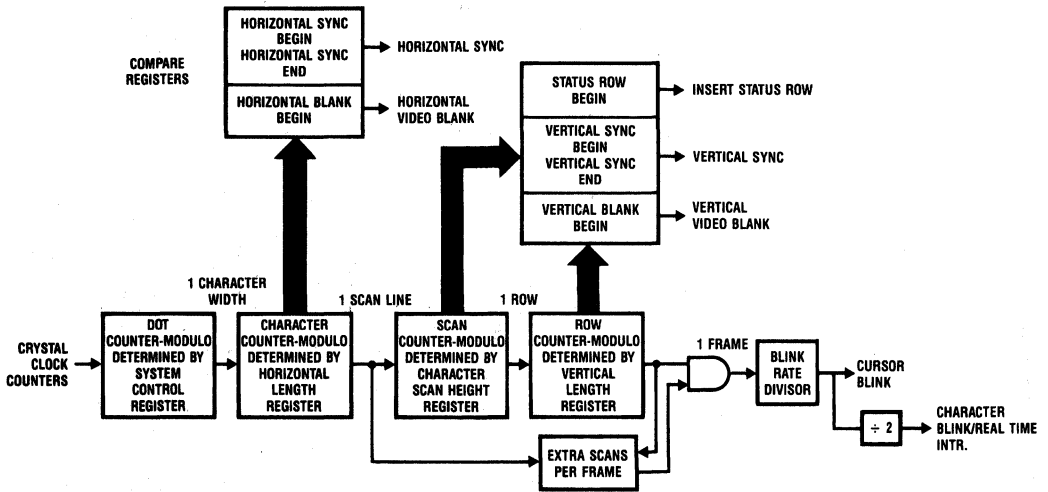 COMPARE
REGISTERS
HORIZONTAL SYNC
BEGIN
HORIZONTAL SYNC
END
HORIZONTAL SYNC
HORIZONTAL BLANK
BEGIN
HORIZONTAL
VIDEO BLANK
STATUS ROW
BEGIN
INSERT STATUS ROW
VERTICAL SYNC
BEGIN
VERTICAL SYNC
END
VERTICAL SYNC
VERTICAL BLANK
BEGIN
VERTICAL
VIDEO BLANK
1 CHARACTER
WIDTH
1 SCAN LINE
1 ROW
1 FRAME
CRYSTAL
CLOCK
COUNTERS
DOT
COUNTER-MODULO
DETERMINED BY
SYSTEM
CONTROL
REGISTER
CHARACTER
COUNTER-MODULO
DETERMINED BY
HORIZONTAL
LENGTH
REGISTER
SCAN
COUNTER-MODULO
DETERMINED BY
CHARACTER
SCAN HEIGHT
REGISTER
ROW
COUNTER-MODULO
DETERMINED BY
VERTICAL
LENGTH
REGISTER
BLINK
RATE
DIVISOR
CURSOR
BLINK
÷ 2
CHARACTER
BLINK/REAL TIME
INTR.
EXTRA SCANS
PER FRAME